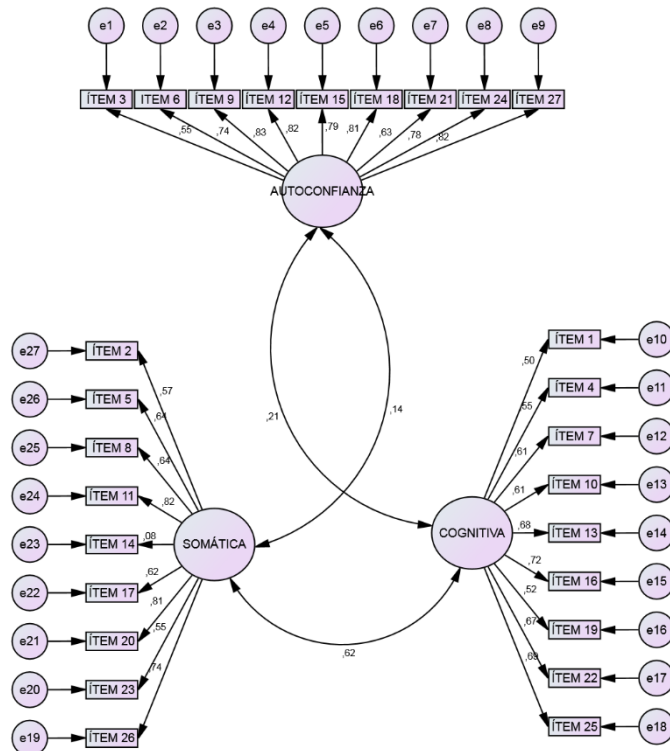 e1 e2 e3 e4 e5 e6 e7 e8 e9
ÍTEM 3 ITEM 6 ÍTEM 9 ÍTEM 12 ÍTEM 15 ÍTEM 18 ÍTEM 21 ÍTEM 24 ÍTEM 27
,55 ,74 ,83 ,82 ,79 ,81 ,63 ,78 ,82
AUTOCONFIANZA
,21 ,14
e27 ÍTEM 2 ,57
e26 ÍTEM 5 ,64
e25 ÍTEM 8 ,64
e24 ÍTEM 11 ,82
e23 ÍTEM 14 ,08
e22 ÍTEM 17 ,62
e21 ÍTEM 20 ,81
e20 ÍTEM 23 ,55
e19 ÍTEM 26 ,74
SOMÁTICA
,62
COGNITIVA
,50 ÍTEM 1 e10
,55 ÍTEM 4 e11
,61 ÍTEM 7 e12
,61 ÍTEM 10 e13
,68 ÍTEM 13 e14
,72 ÍTEM 16 e15
,52 ÍTEM 19 e16
,67 ÍTEM 22 e17
,69 ÍTEM 25 e18